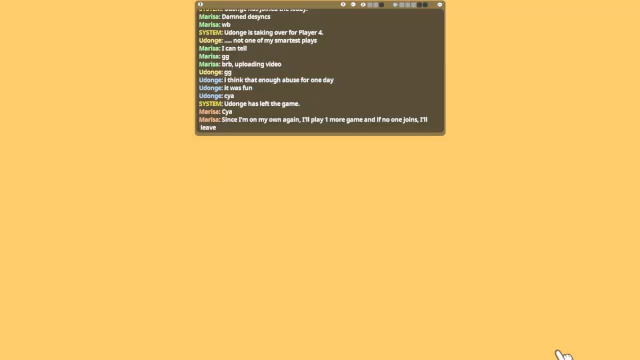 SYSTEM: Udonge has joined the lobby.
Marisa: Damned desyncs
Marisa: wb
SYSTEM: Udonge is taking over for Player 4.
Udonge: .... not one of my smartest plays
Marisa: I can tell
Marisa: gg
Marisa: brb, uploading video
Udonge: gg
Udonge: i think that enough abuse for one day
Udonge: it was fun
Udonge: cya
SYSTEM: Udonge has left the game.
Marisa: Cya
Marisa: Since I'm on my own again, I'll play 1 more game and if no one joins, I'll
leave